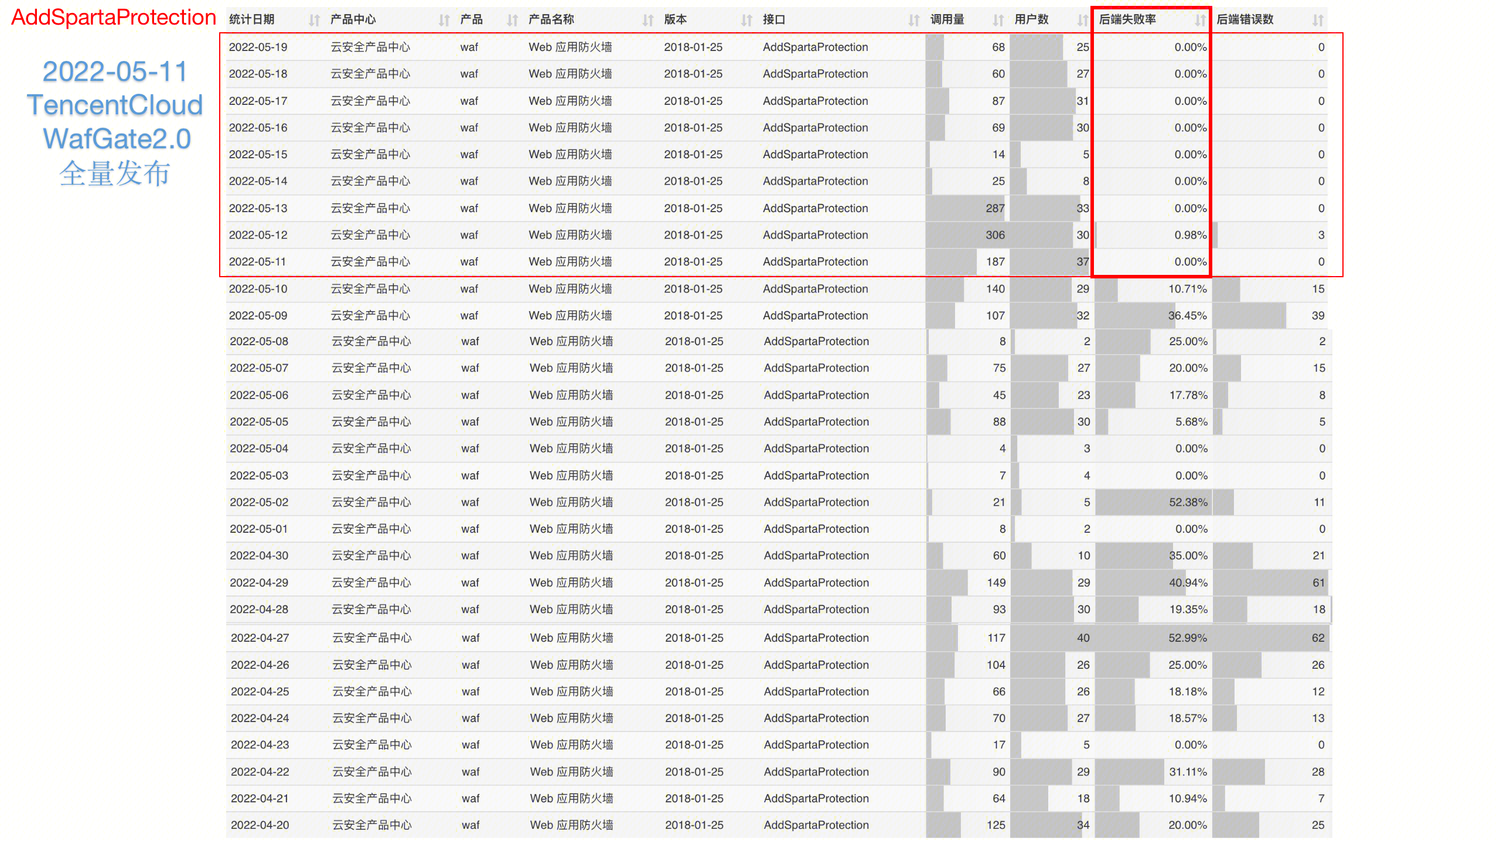 AddSpartaProtection
2022-05-11
TencentCloud
WafGate2.0
全量发布
统计日期 产品中心 产品 产品名称 版本 接口 调用量 用户数 后端失败率 后端错误数
2022-05-19 云安全产品中心 waf Web 应用防火墙 2018-01-25 AddSpartaProtection 68 25 0.00% 0
2022-05-18 云安全产品中心 waf Web 应用防火墙 2018-01-25 AddSpartaProtection 60 27 0.00% 0
2022-05-17 云安全产品中心 waf Web 应用防火墙 2018-01-25 AddSpartaProtection 87 31 0.00% 0
2022-05-16 云安全产品中心 waf Web 应用防火墙 2018-01-25 AddSpartaProtection 69 30 0.00% 0
2022-05-15 云安全产品中心 waf Web 应用防火墙 2018-01-25 AddSpartaProtection 14 5 0.00% 0
2022-05-14 云安全产品中心 waf Web 应用防火墙 2018-01-25 AddSpartaProtection 25 8 0.00% 0
2022-05-13 云安全产品中心 waf Web 应用防火墙 2018-01-25 AddSpartaProtection 287 33 0.00% 0
2022-05-12 云安全产品中心 waf Web 应用防火墙 2018-01-25 AddSpartaProtection 306 30 0.98% 3
2022-05-11 云安全产品中心 waf Web 应用防火墙 2018-01-25 AddSpartaProtection 187 37 0.00% 0
2022-05-10 云安全产品中心 waf Web 应用防火墙 2018-01-25 AddSpartaProtection 140 29 10.71% 15
2022-05-09 云安全产品中心 waf Web 应用防火墙 2018-01-25 AddSpartaProtection 107 32 36.45% 39
2022-05-08 云安全产品中心 waf Web 应用防火墙 2018-01-25 AddSpartaProtection 8 2 25.00% 2
2022-05-07 云安全产品中心 waf Web 应用防火墙 2018-01-25 AddSpartaProtection 75 27 20.00% 15
2022-05-06 云安全产品中心 waf Web 应用防火墙 2018-01-25 AddSpartaProtection 45 23 17.78% 8
2022-05-05 云安全产品中心 waf Web 应用防火墙 2018-01-25 AddSpartaProtection 88 30 5.68% 5
2022-05-04 云安全产品中心 waf Web 应用防火墙 2018-01-25 AddSpartaProtection 4 3 0.00% 0
2022-05-03 云安全产品中心 waf Web 应用防火墙 2018-01-25 AddSpartaProtection 7 4 0.00% 0
2022-05-02 云安全产品中心 waf Web 应用防火墙 2018-01-25 AddSpartaProtection 21 5 52.38% 11
2022-05-01 云安全产品中心 waf Web 应用防火墙 2018-01-25 AddSpartaProtection 8 2 0.00% 0
2022-04-30 云安全产品中心 waf Web 应用防火墙 2018-01-25 AddSpartaProtection 60 10 35.00% 21
2022-04-29 云安全产品中心 waf Web 应用防火墙 2018-01-25 AddSpartaProtection 149 29 40.94% 61
2022-04-28 云安全产品中心 waf Web 应用防火墙 2018-01-25 AddSpartaProtection 93 30 19.35% 18
2022-04-27 云安全产品中心 waf Web 应用防火墙 2018-01-25 AddSpartaProtection 117 40 52.99% 62
2022-04-26 云安全产品中心 waf Web 应用防火墙 2018-01-25 AddSpartaProtection 104 26 25.00% 26
2022-04-25 云安全产品中心 waf Web 应用防火墙 2018-01-25 AddSpartaProtection 66 26 18.18% 12
2022-04-24 云安全产品中心 waf Web 应用防火墙 2018-01-25 AddSpartaProtection 70 27 18.57% 13
2022-04-23 云安全产品中心 waf Web 应用防火墙 2018-01-25 AddSpartaProtection 17 5 0.00% 0
2022-04-22 云安全产品中心 waf Web 应用防火墙 2018-01-25 AddSpartaProtection 90 29 31.11% 28
2022-04-21 云安全产品中心 waf Web 应用防火墙 2018-01-25 AddSpartaProtection 64 18 10.94% 7
2022-04-20 云安全产品中心 waf Web 应用防火墙 2018-01-25 AddSpartaProtection 125 34 20.00% 25